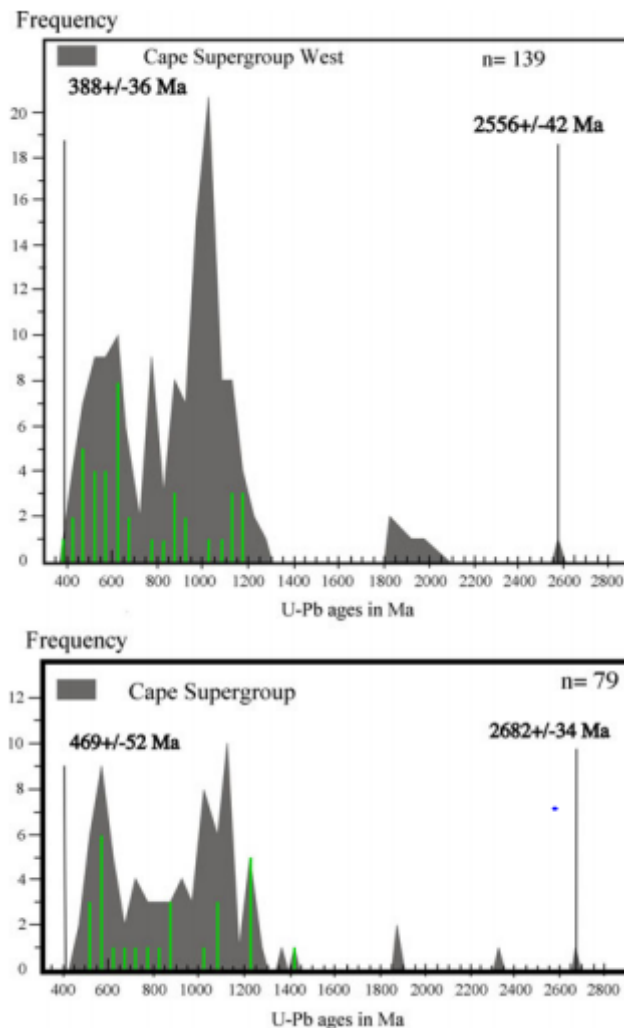 Frequency
Cape Supergroup West n= 139
388+/-36 Ma
2556+/-42 Ma
20
18
16
14
12
10
8
6
4
2
0
400 600 800 1000 1200 1400 1600 1800 2000 2200 2400 2600 2800
U-Pb ages in Ma
Frequency
Cape Supergroup n= 79
469+/-52 Ma 2682+/-34 Ma
12
10
8
6
4
2
0
400 600 800 1000 1200 1400 1600 1800 2000 2200 2400 2600 2800
U-Pb ages in Ma